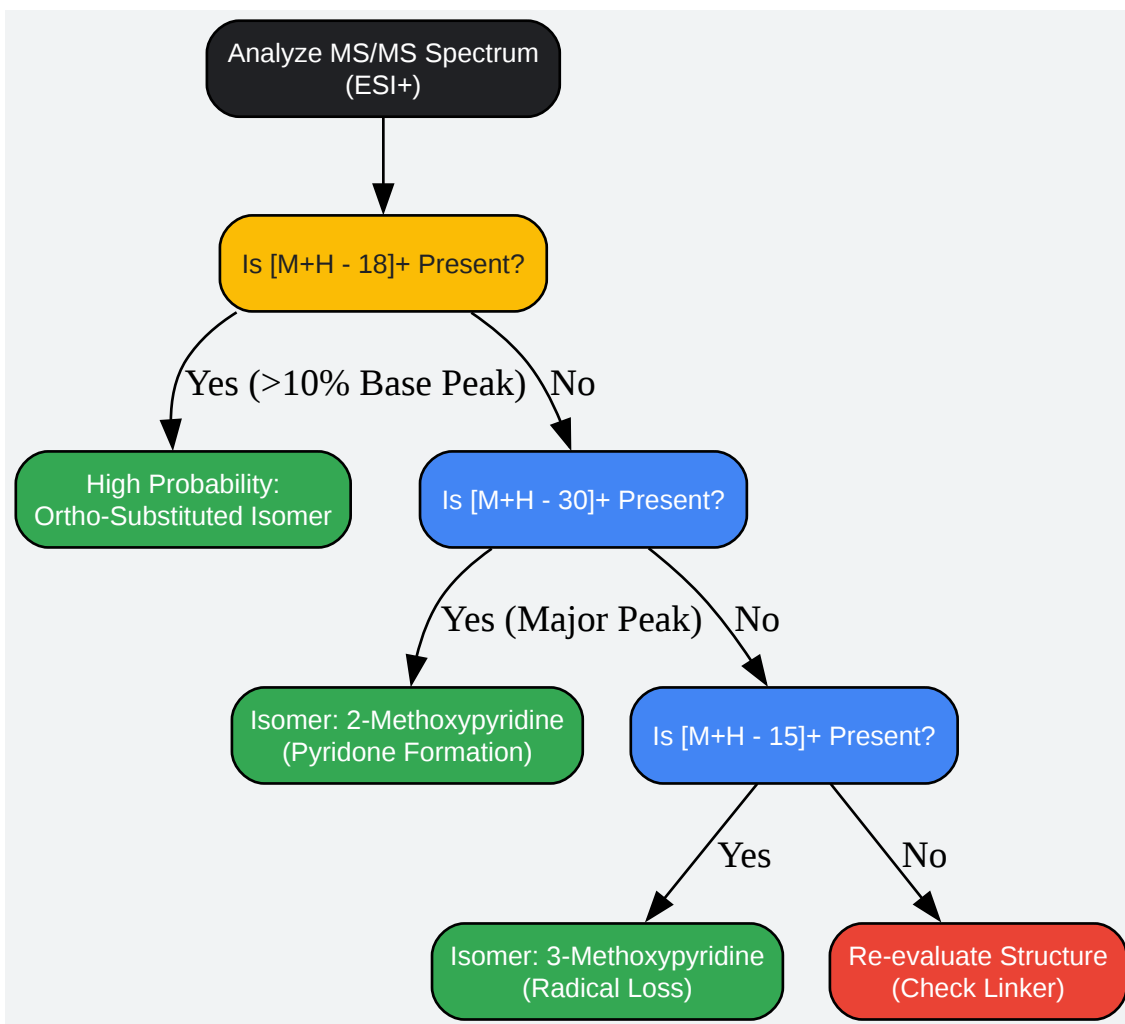 Analyze MS/MS Spectrum
(ESI+)
Is [M+H - 18]+ Present?
Yes (>10% Base Peak)
No
High Probability:
Ortho-Substituted Isomer
Is [M+H - 30]+ Present?
Yes (Major Peak)
No
Isomer: 2-Methoxypyridine
(Pyridone Formation)
Is [M+H - 15]+ Present?
Yes
No
Isomer: 3-Methoxypyridine
(Radical Loss)
Re-evaluate Structure
(Check Linker)